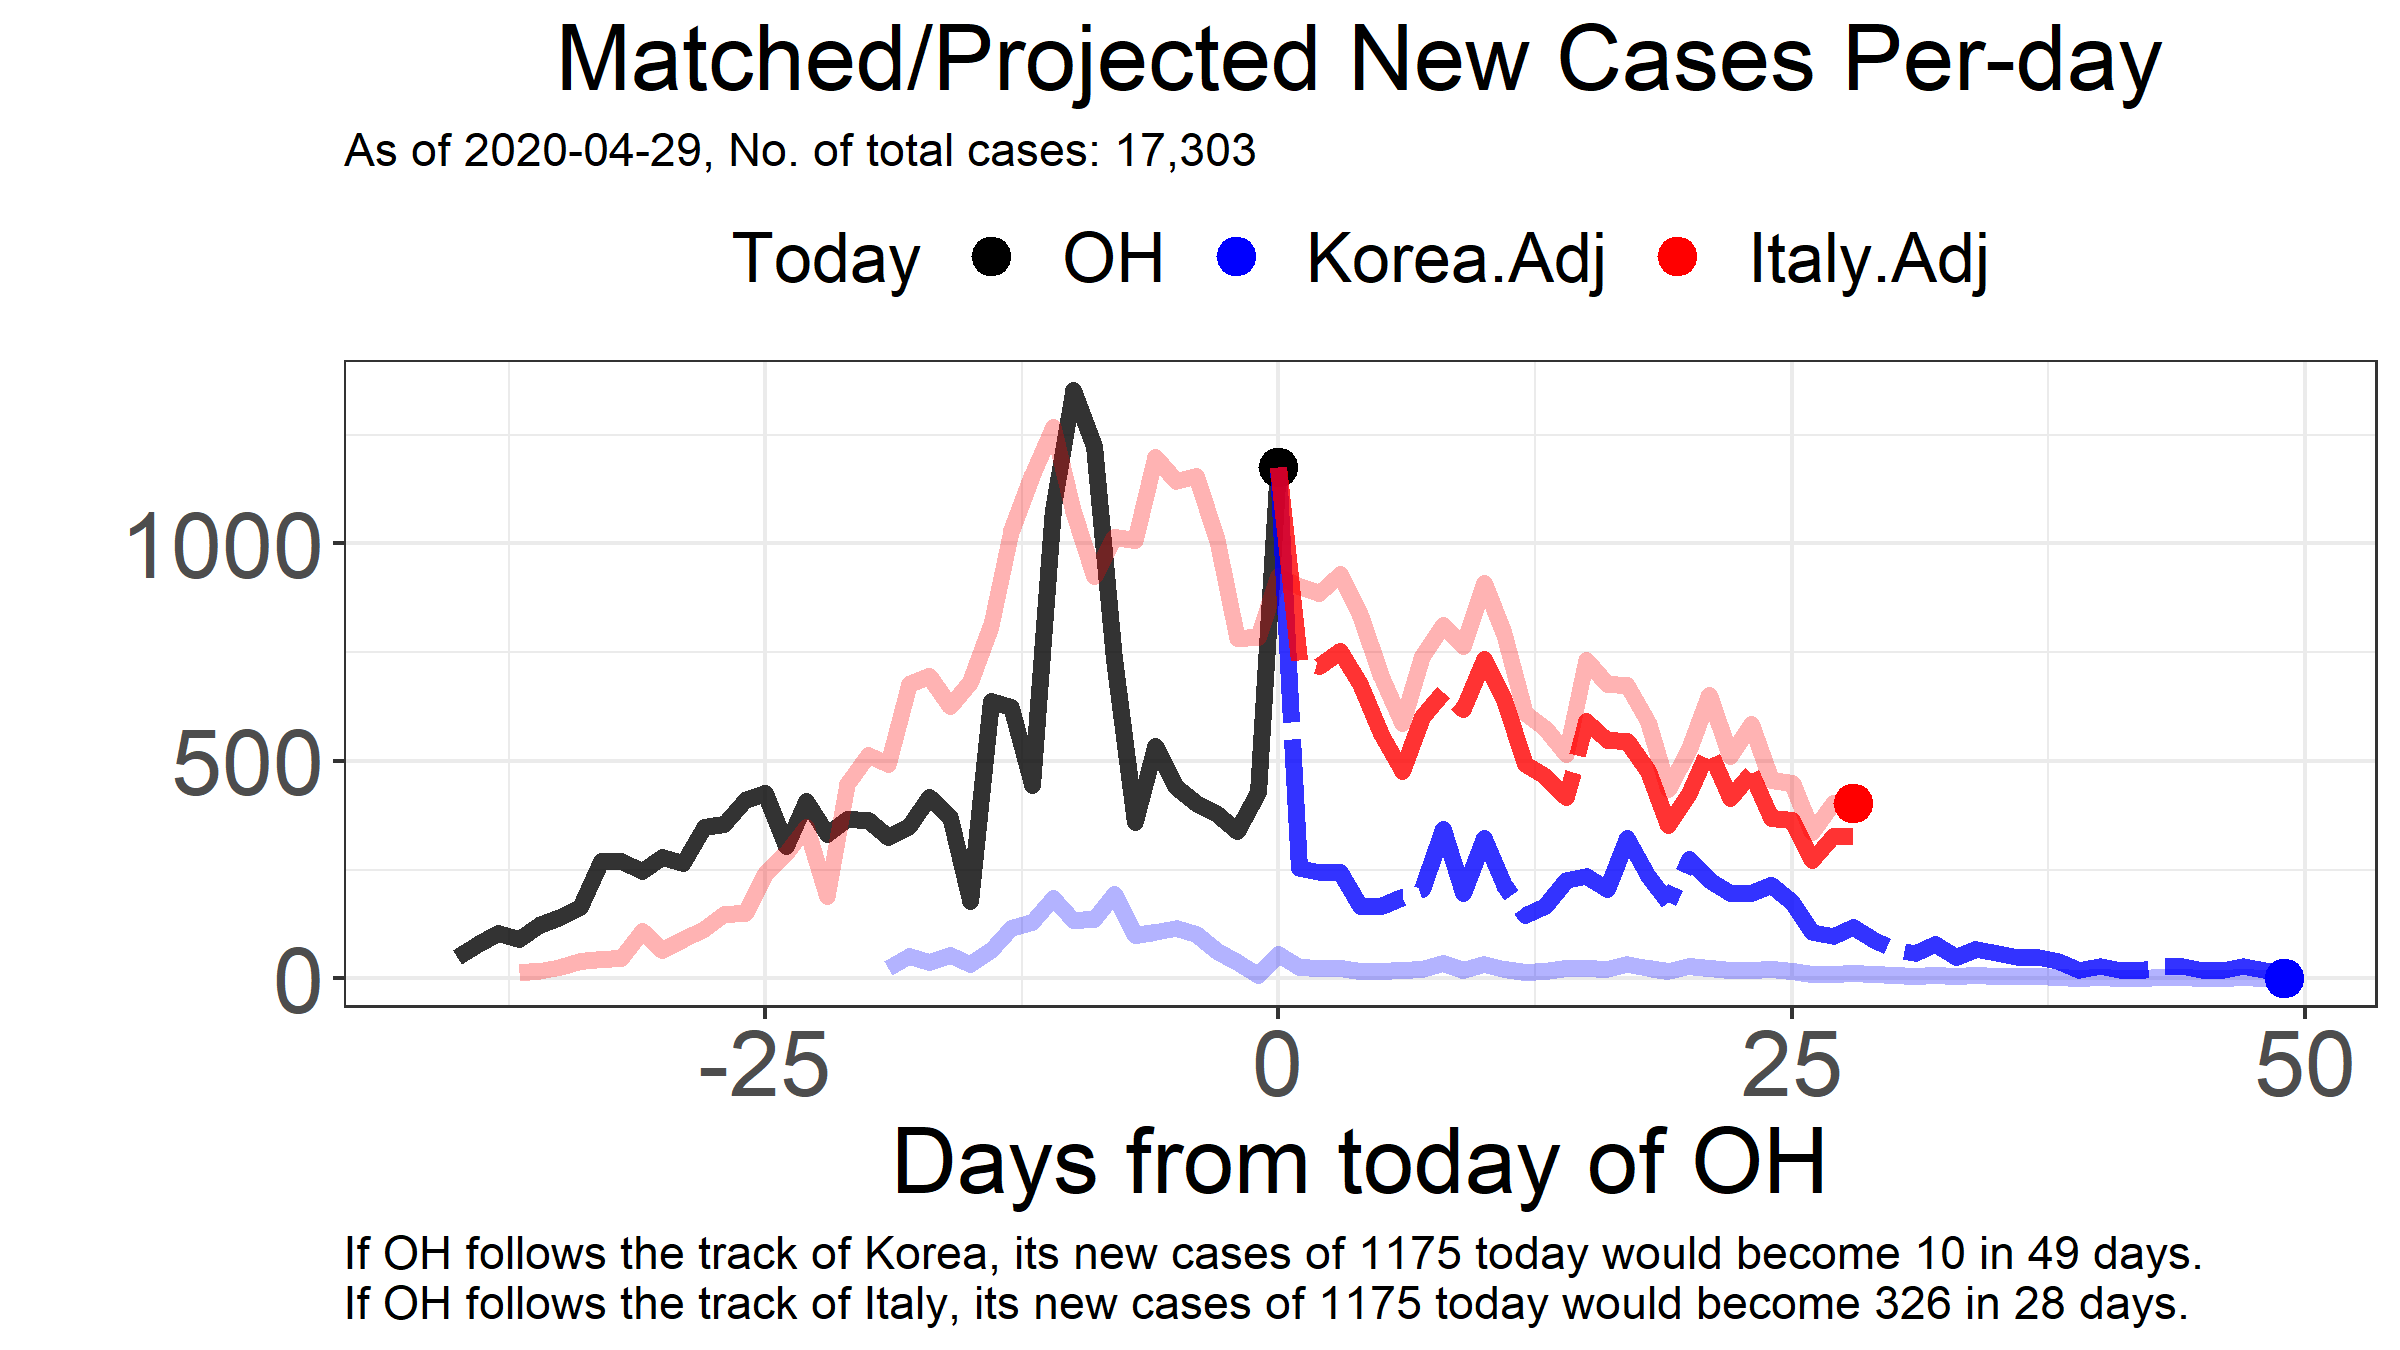 Matched/Projected New Cases Per-day
As of 2020-04-29, No. of total cases: 17,303
Today OH Korea.Adj Italy.Adj
1000
500
0
-25 0 25 50
Days from today of OH
If OH follows the track of Korea, its new cases of 1175 today would become 10 in 49 days.
If OH follows the track of Italy, its new cases of 1175 today would become 326 in 28 days.